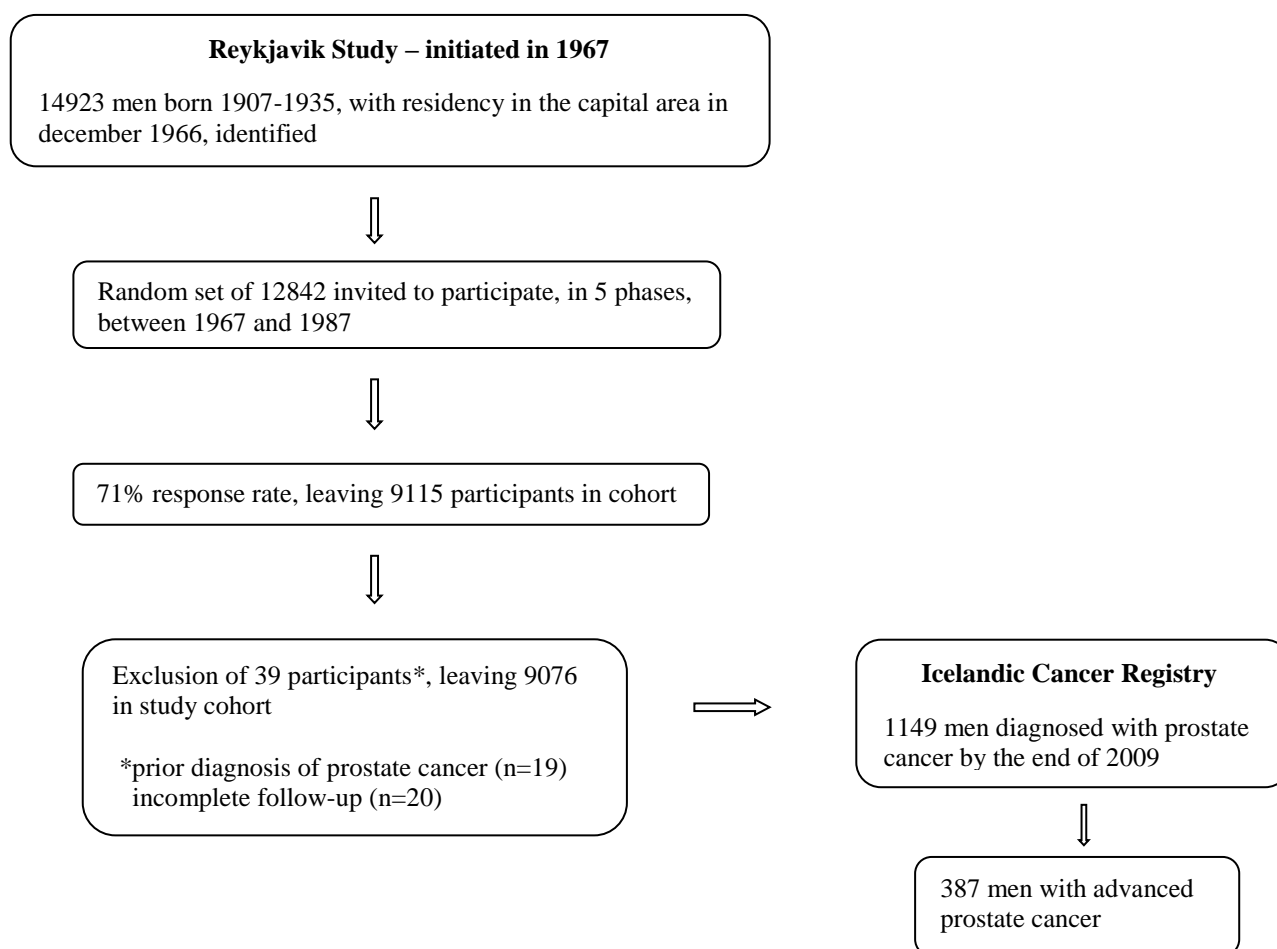 Reykjavik Study – initiated in 1967
14923 men born 1907-1935, with residency in the capital area in
december 1966, identified
Random set of 12842 invited to participate, in 5 phases,
between 1967 and 1987
71% response rate, leaving 9115 participants in cohort
Exclusion of 39 participants*, leaving 9076
in study cohort
*prior diagnosis of prostate cancer (n=19)
incomplete follow-up (n=20)
Icelandic Cancer Registry
1149 men diagnosed with prostate
cancer by the end of 2009
387 men with advanced
prostate cancer